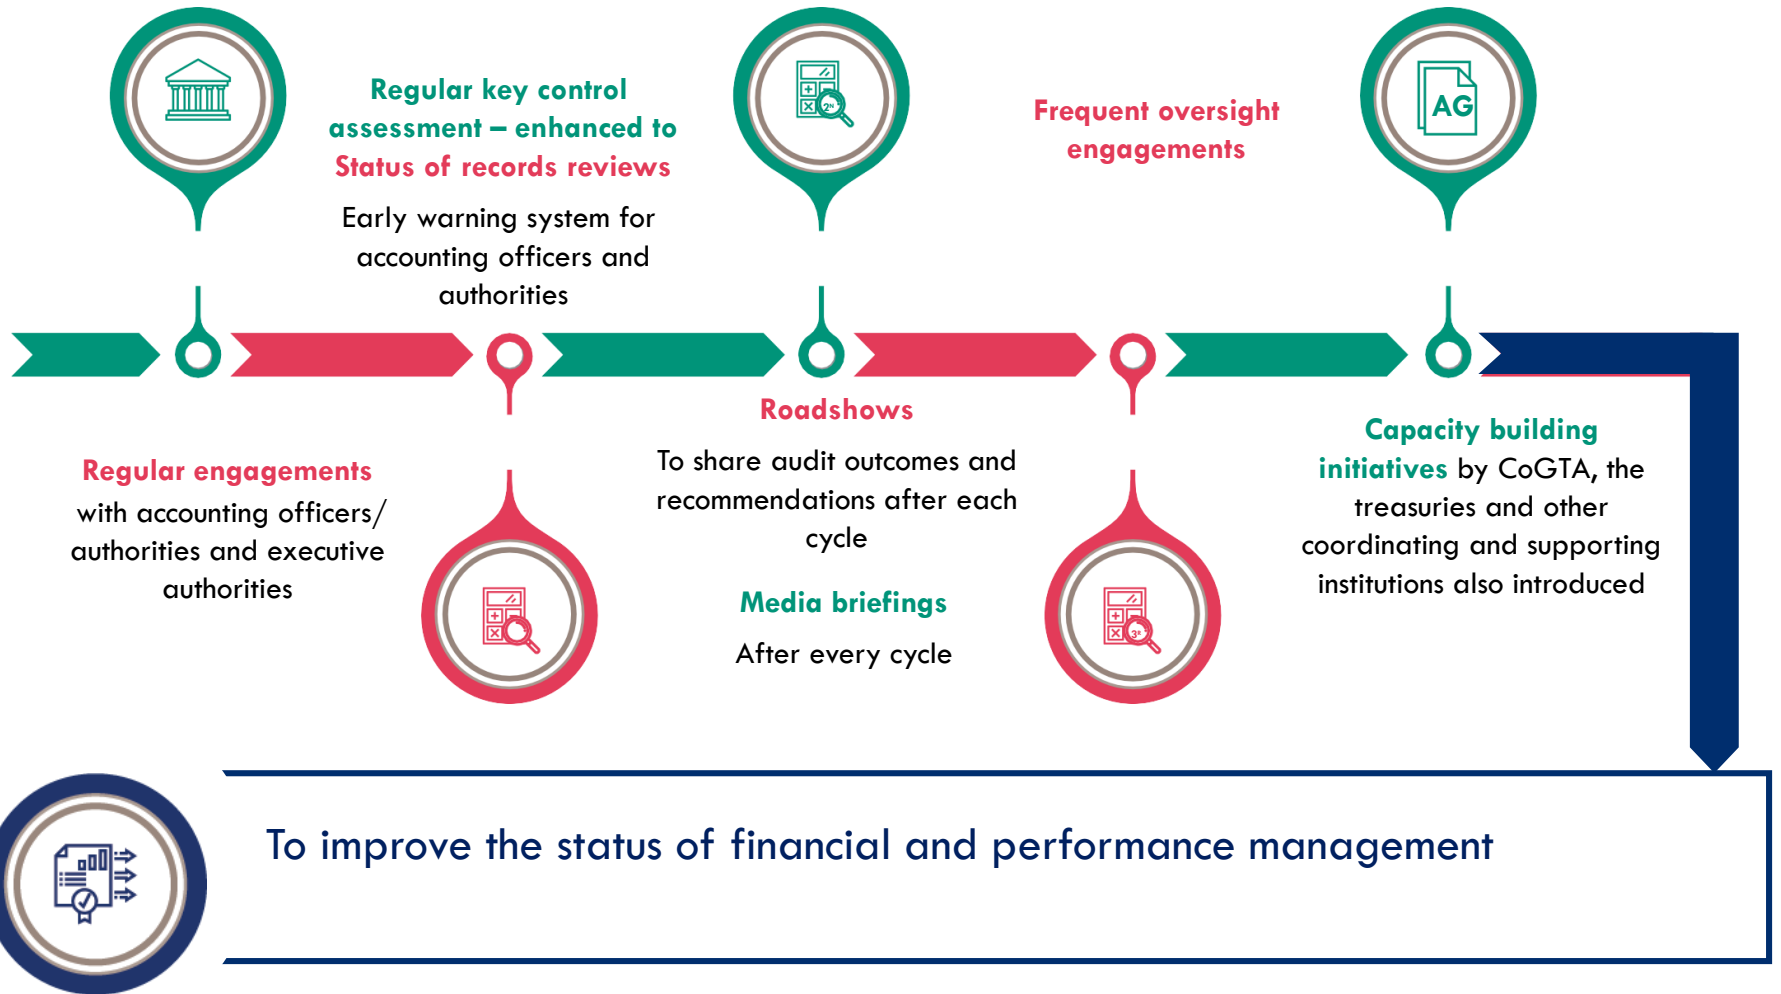 Regular key control
assessment – enhanced to
Status of records reviews
Early warning system for
accounting officers and
authorities
2ᴺ
Frequent oversight
engagements
AG
Regular engagements
with accounting officers/
authorities and executive
authorities
Roadshows
To share audit outcomes and
recommendations after each
cycle
Media briefings
After every cycle
Capacity building
initiatives by CoGTA, the
treasuries and other
coordinating and supporting
institutions also introduced
To improve the status of financial and performance management